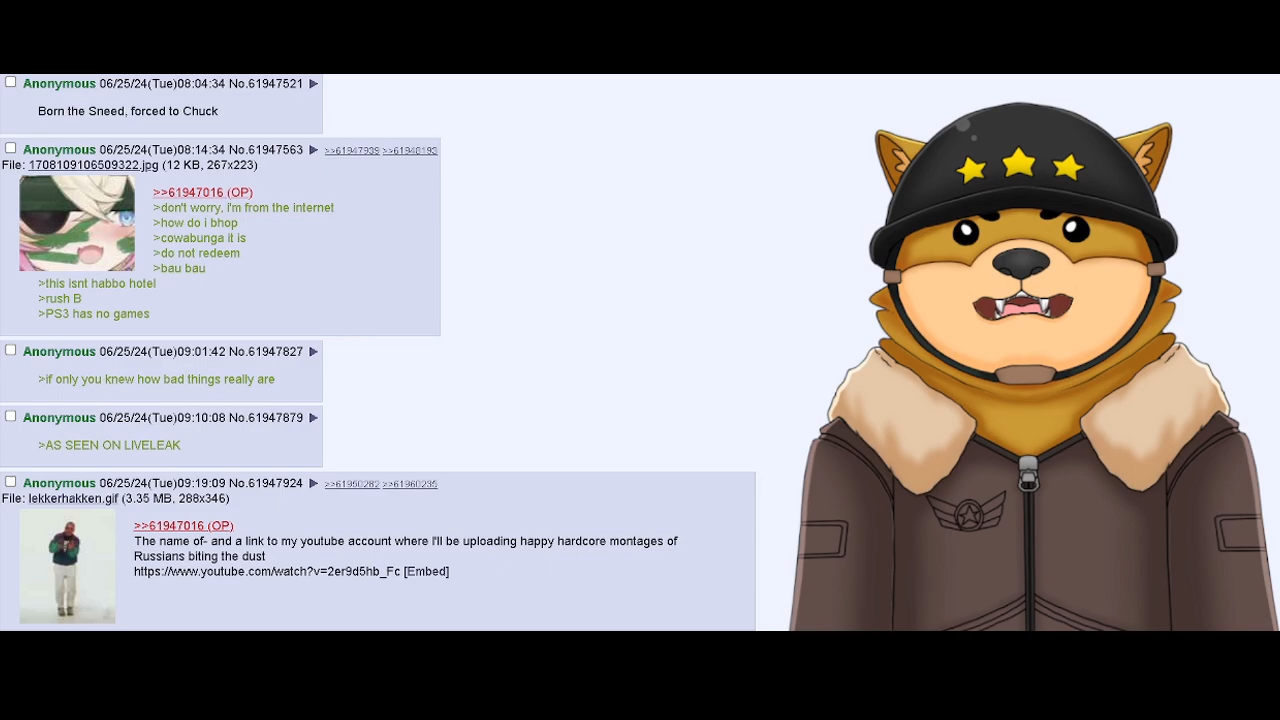 Anonymous 06/25/24(Tue)08:04:34 No.61947521 ▶
Born the Sneed, forced to Chuck
Anonymous 06/25/24(Tue)08:14:34 No.61947563 ▶ >>61947939 >>61948193
File: 1708109106509322.jpg (12 KB, 267x223)
>>61947016 (OP)
>don't worry, i'm from the internet
>how do i bhop
>cowabunga it is
>do not redeem
>bau bau
>this isnt habbo hotel
>rush B
>PS3 has no games
Anonymous 06/25/24(Tue)09:01:42 No.61947827 ▶
>if only you knew how bad things really are
Anonymous 06/25/24(Tue)09:10:08 No.61947879 ▶
>AS SEEN ON LIVELEAK
Anonymous 06/25/24(Tue)09:19:09 No.61947924 ▶ >>61950282 >>61960235
File: lekkerhakken.gif (3.35 MB, 288x346)
>>61947016 (OP)
The name of- and a link to my youtube account where I'll be uploading happy hardcore montages of
Russians biting the dust
https://www.youtube.com/watch?v=2er9d5hb_Fc [Embed]